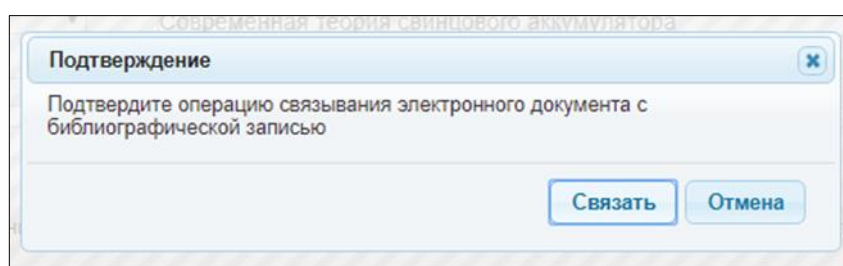 Современная теория свинцового аккумулятора
Подтверждение
Подтвердите операцию связывания электронного документа с
библиографической записью
Связать Отмена